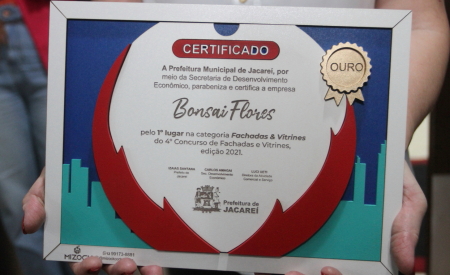 CERTIFICADO
A Prefeitura Municipal de Jacareí, por
meio da Secretaria de Desenvolvimento
Econômico, parabeniza e certifica a empresa
OURO
Bonsai Flores
pelo 1º lugar na categoria Fachadas & Vitrines
do 4º Concurso de Fachadas e Vitrines,
edição 2021.
Prefeitura de
JACAREÍ